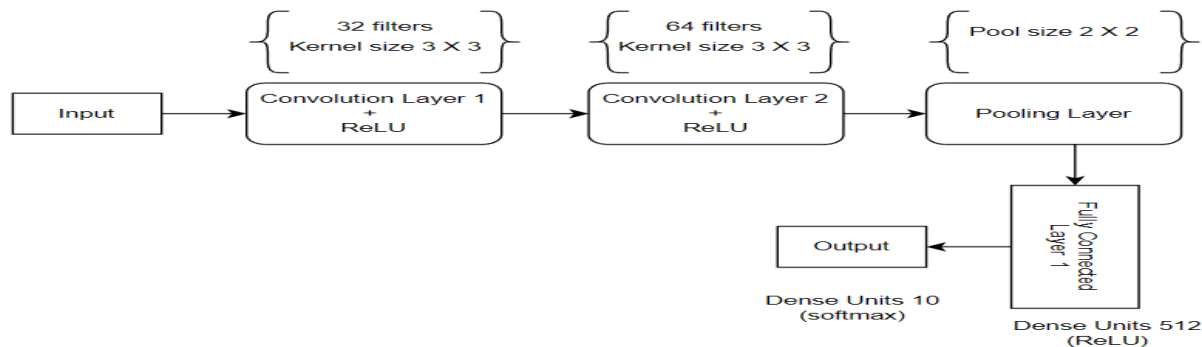 32 filters
Kernel size 3 X 3
64 filters
Kernel size 3 X 3
Pool size 2 X 2
Input
Convolution Layer 1
+
ReLU
Convolution Layer 2
+
ReLU
Pooling Layer
Fully Connected
Layer 1
Output
Dense Units 10
(softmax)
Dense Units 512
(ReLU)